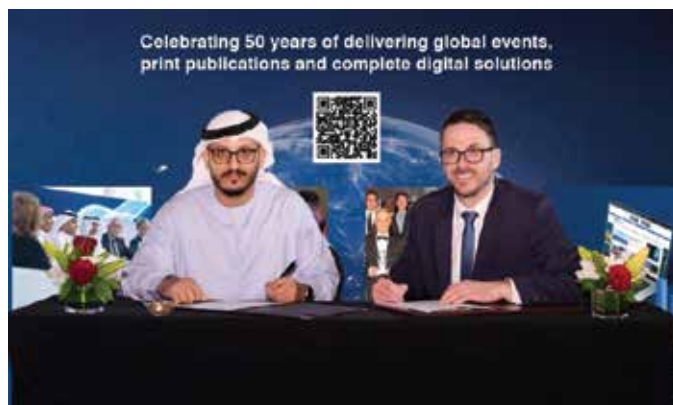 Celebrating 50 years of delivering global events,
print publications and complete digital solutions